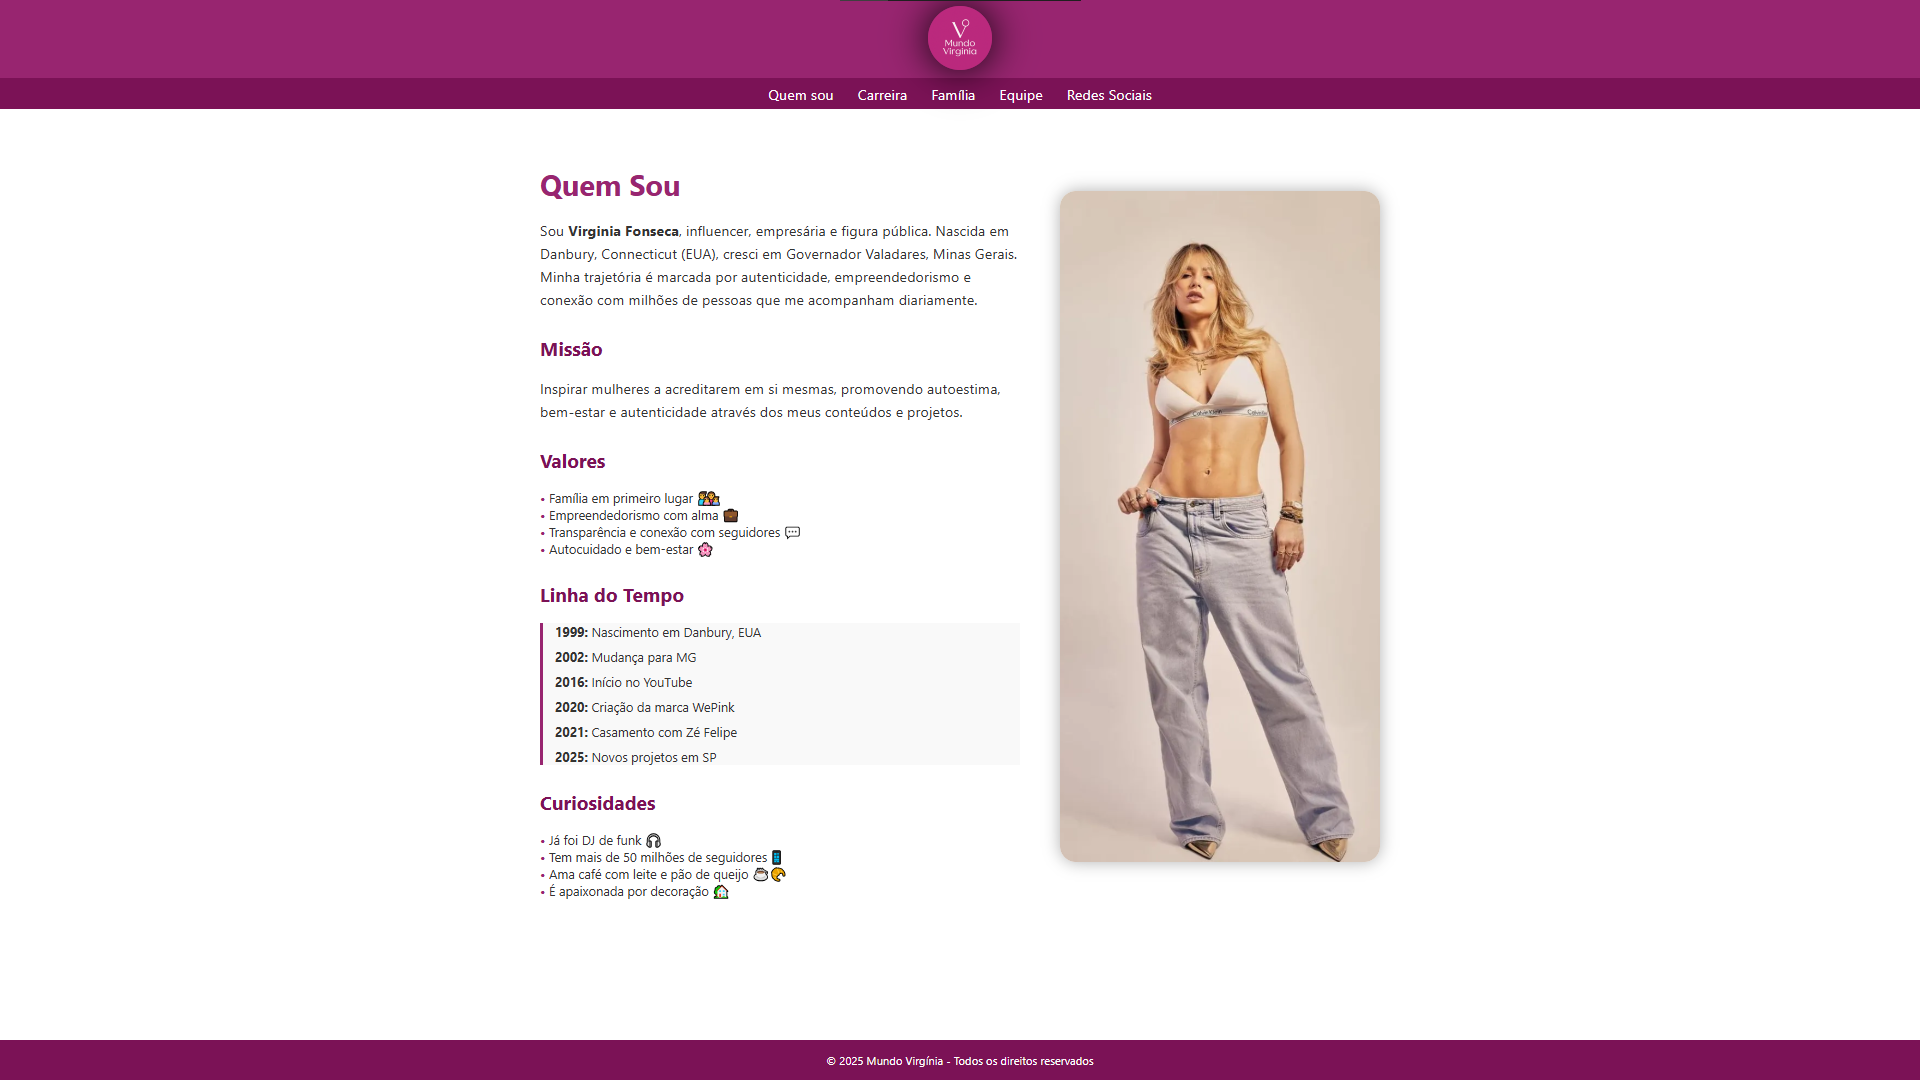 V
Mundo
Virgínia
Quem sou Carreira Família Equipe Redes Sociais
Quem Sou
Sou Virginia Fonseca, influencer, empresária e figura pública. Nascida em
Danbury, Connecticut (EUA), cresci em Governador Valadares, Minas Gerais.
Minha trajetória é marcada por autenticidade, empreendedorismo e
conexão com milhões de pessoas que me acompanham diariamente.
Missão
Inspirar mulheres a acreditarem em si mesmas, promovendo autoestima,
bem-estar e autenticidade através dos meus conteúdos e projetos.
Valores
• Família em primeiro lugar 👨‍👩‍👧
• Empreendedorismo com alma 💼
• Transparência e conexão com seguidores 💬
• Autocuidado e bem-estar 🌸
Linha do Tempo
1999: Nascimento em Danbury, EUA
2002: Mudança para MG
2016: Início no YouTube
2020: Criação da marca WePink
2021: Casamento com Zé Felipe
2025: Novos projetos em SP
Curiosidades
• Já foi DJ de funk 🎧
• Tem mais de 50 milhões de seguidores 📱
• Ama café com leite e pão de queijo ☕🥐
• É apaixonada por decoração 🏡
VF
Calvin Klein Calvin Klein
© 2025 Mundo Virgínia - Todos os direitos reservados